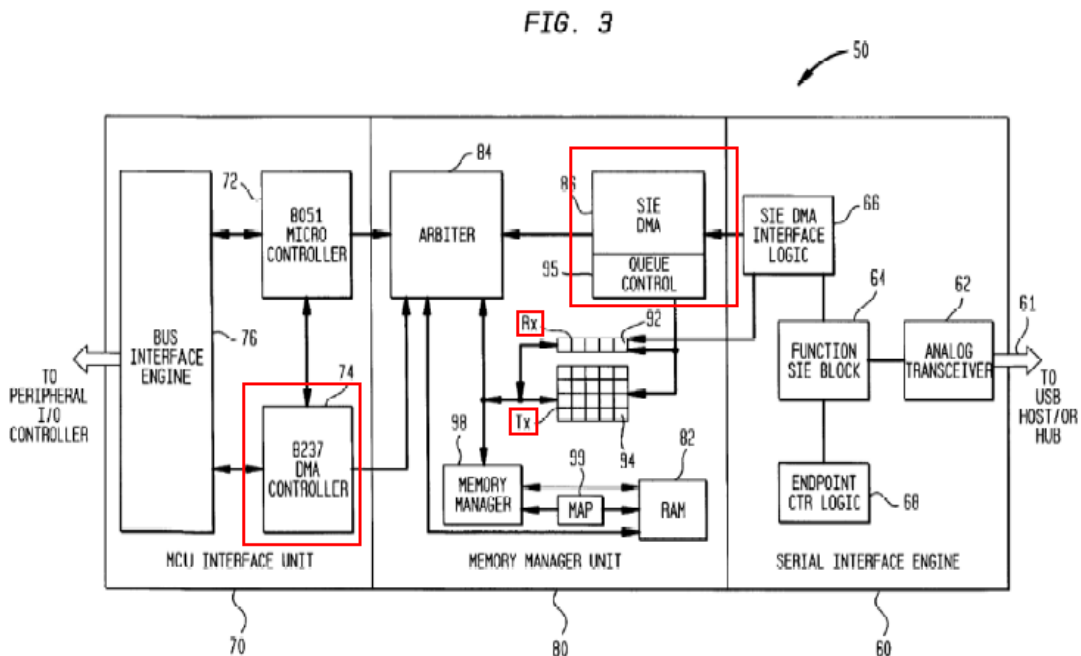 FIG. 3
50
84
86
72
8051
MICRO
CONTROLLER
ARBITER
SIE
DMA
95
QUEUE
CONTROL
SIE DMA
INTERFACE
LOGIC
66
64
62
61
Rx
92
BUS
INTERFACE
ENGINE
76
FUNCTION
SIE BLOCK
ANALOG
TRANSCEIVER
TO
PERIPHERAL
I/O
CONTROLLER
TO
USB
HOST/OR
HUB
74
8237
DMA
CONTROLLER
Tx
98
94
82
99
MEMORY
MANAGER
MAP
RAM
ENDPOINT
CTR LOGIC
68
MCU INTERFACE UNIT
MEMORY MANAGER UNIT
SERIAL INTERFACE ENGINE
70
80
60